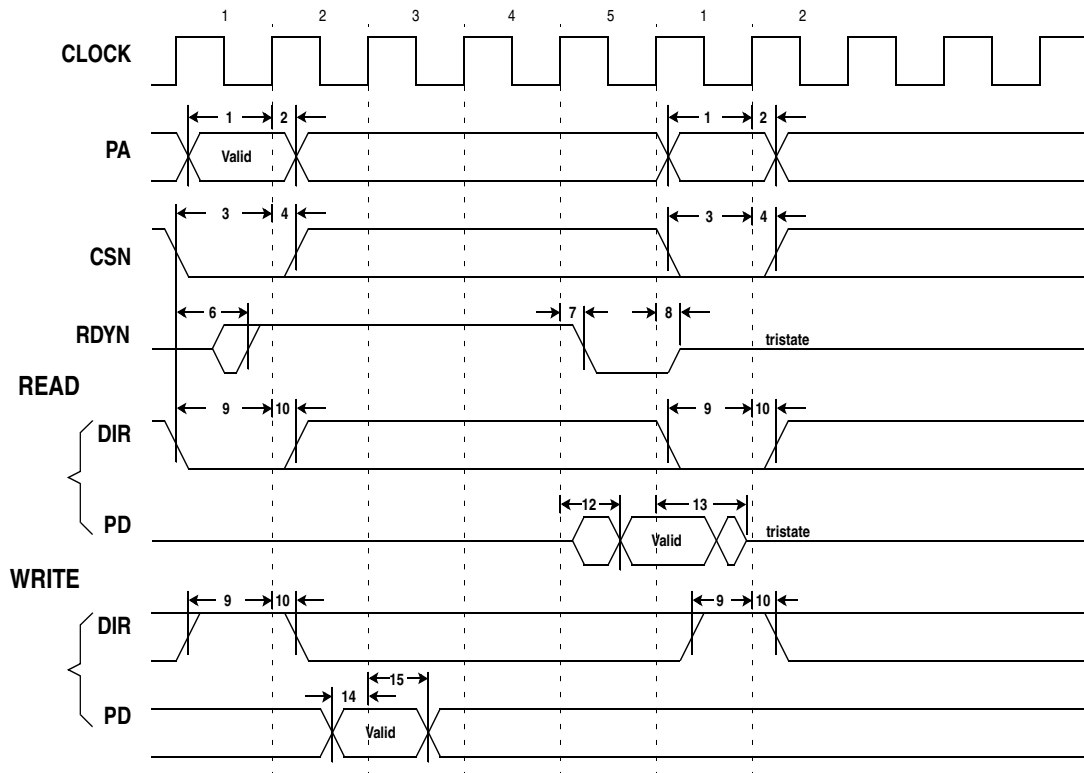 1 2 3 4 5 1 2
CLOCK
1 2 1 2
PA
Valid
3 4 3 4
CSN
6 7 8
RDYN
tristate
READ
9 10 9 10
DIR
12 13
PD
Valid
tristate
WRITE
9 10 9 10
DIR
15
14
PD
Valid